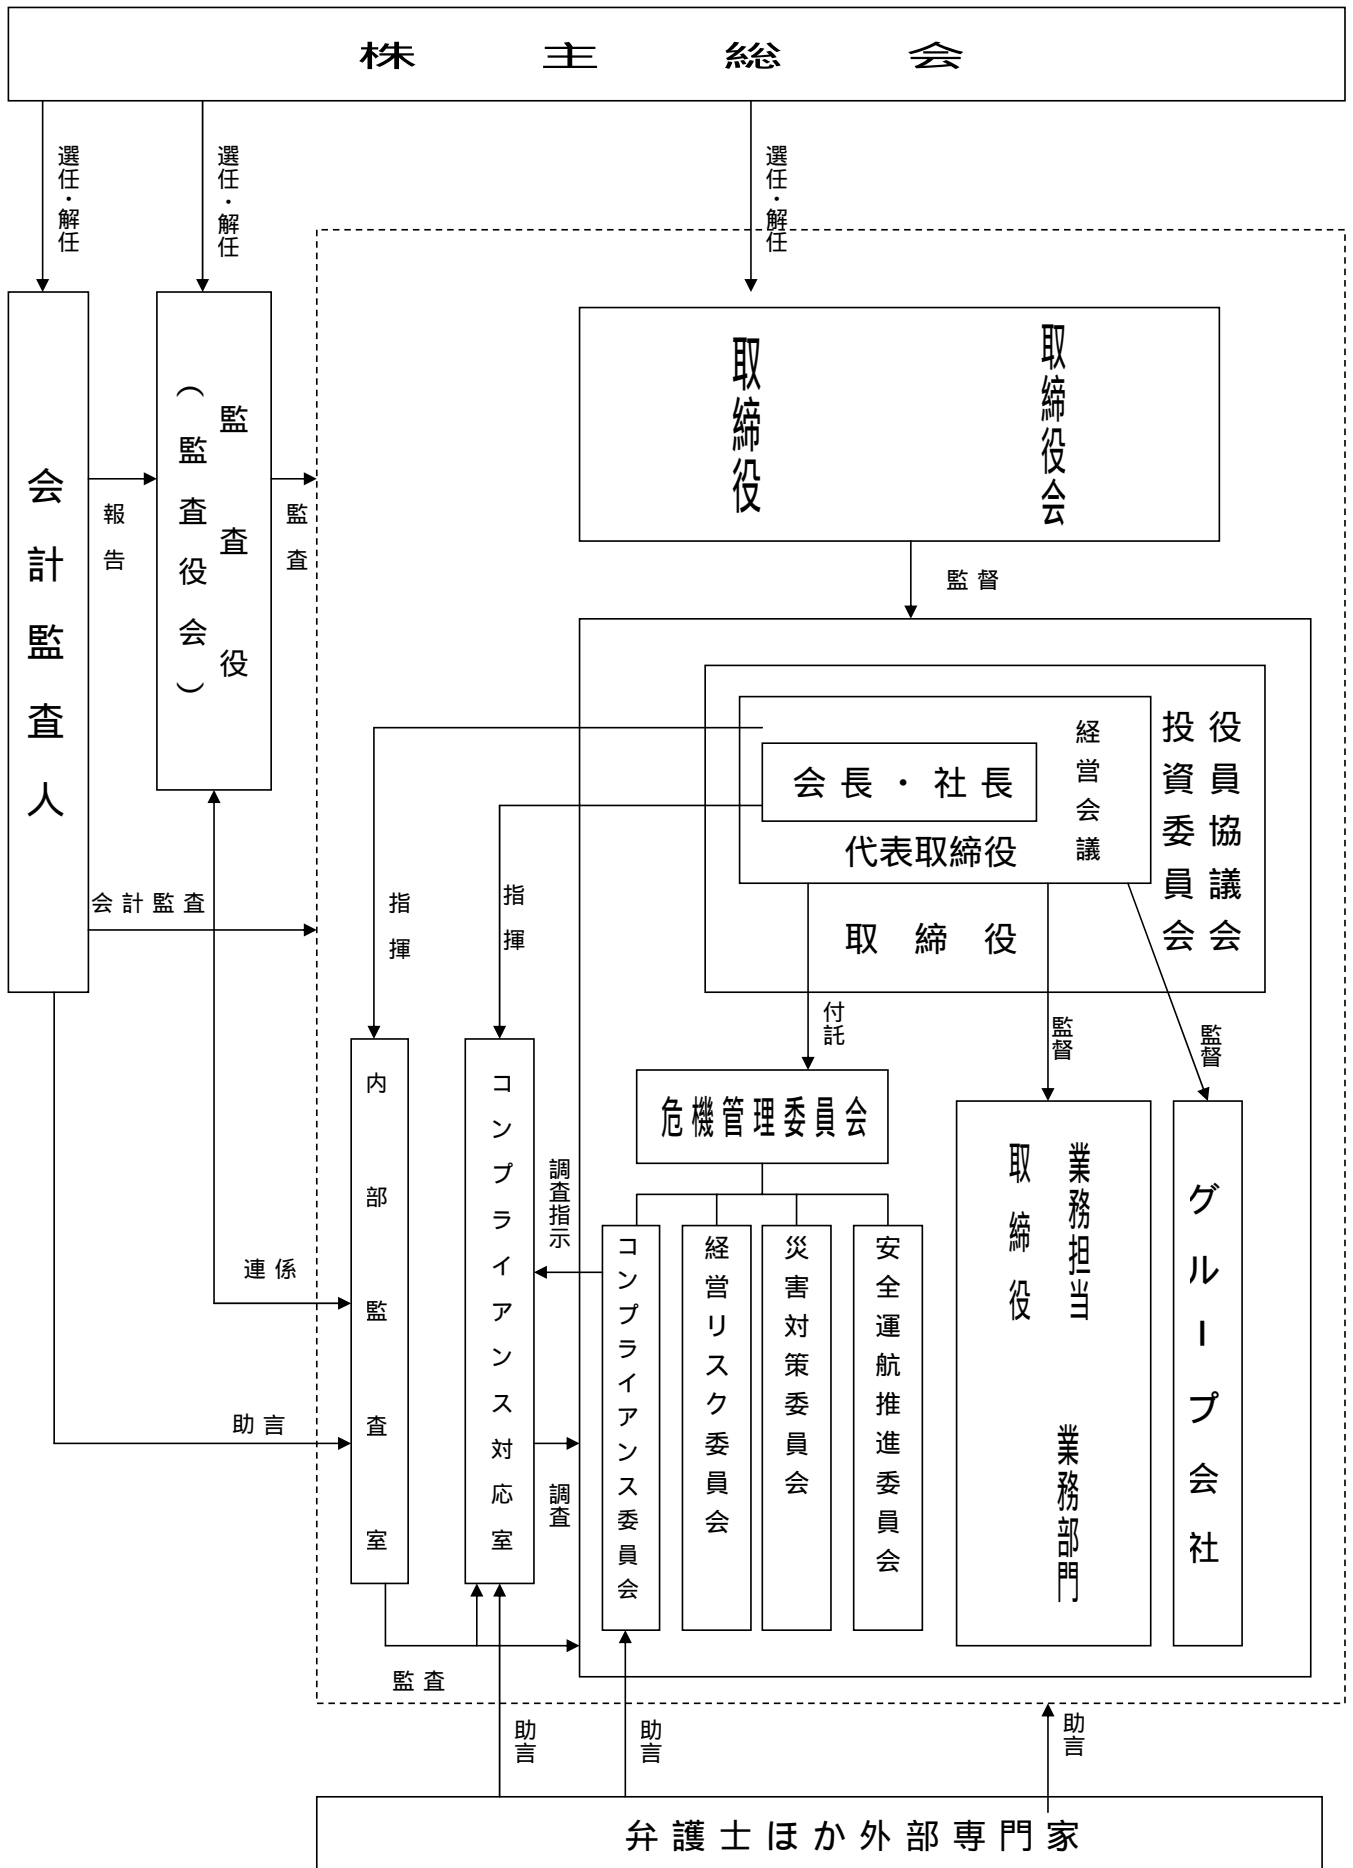 株主総会
選任・解任
選任・解任
選任・解任
会計監査人
監査役
(監査役会)
報告
監査
取締役
取締役会
監督
会長・社長
代表取締役
経営会議
取締役
役員協議会
投資委員会
会計監査
指揮
指揮
付託
監督
監督
内部監査室
コンプライアンス対応室
危機管理委員会
調査指示
コンプライアンス委員会
経営リスク委員会
災害対策委員会
安全運航推進委員会
業務担当
取締役
業務部門
グループ会社
連係
助言
調査
監査
助言
助言
助言
弁護士ほか外部専門家